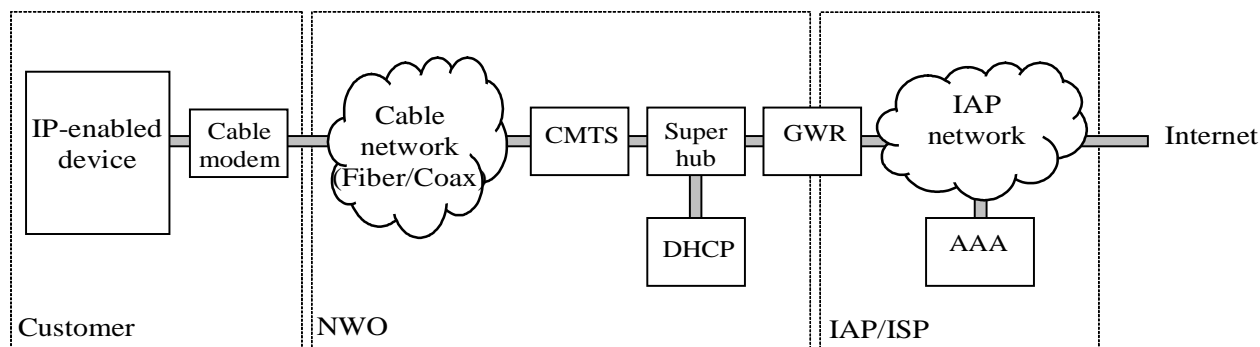 IP-enabled
device
Cable
modem
Cable
network
(Fiber/Coax)
CMTS
Super
hub
GWR
IAP
network
Internet
DHCP
AAA
Customer
NWO
IAP/ISP